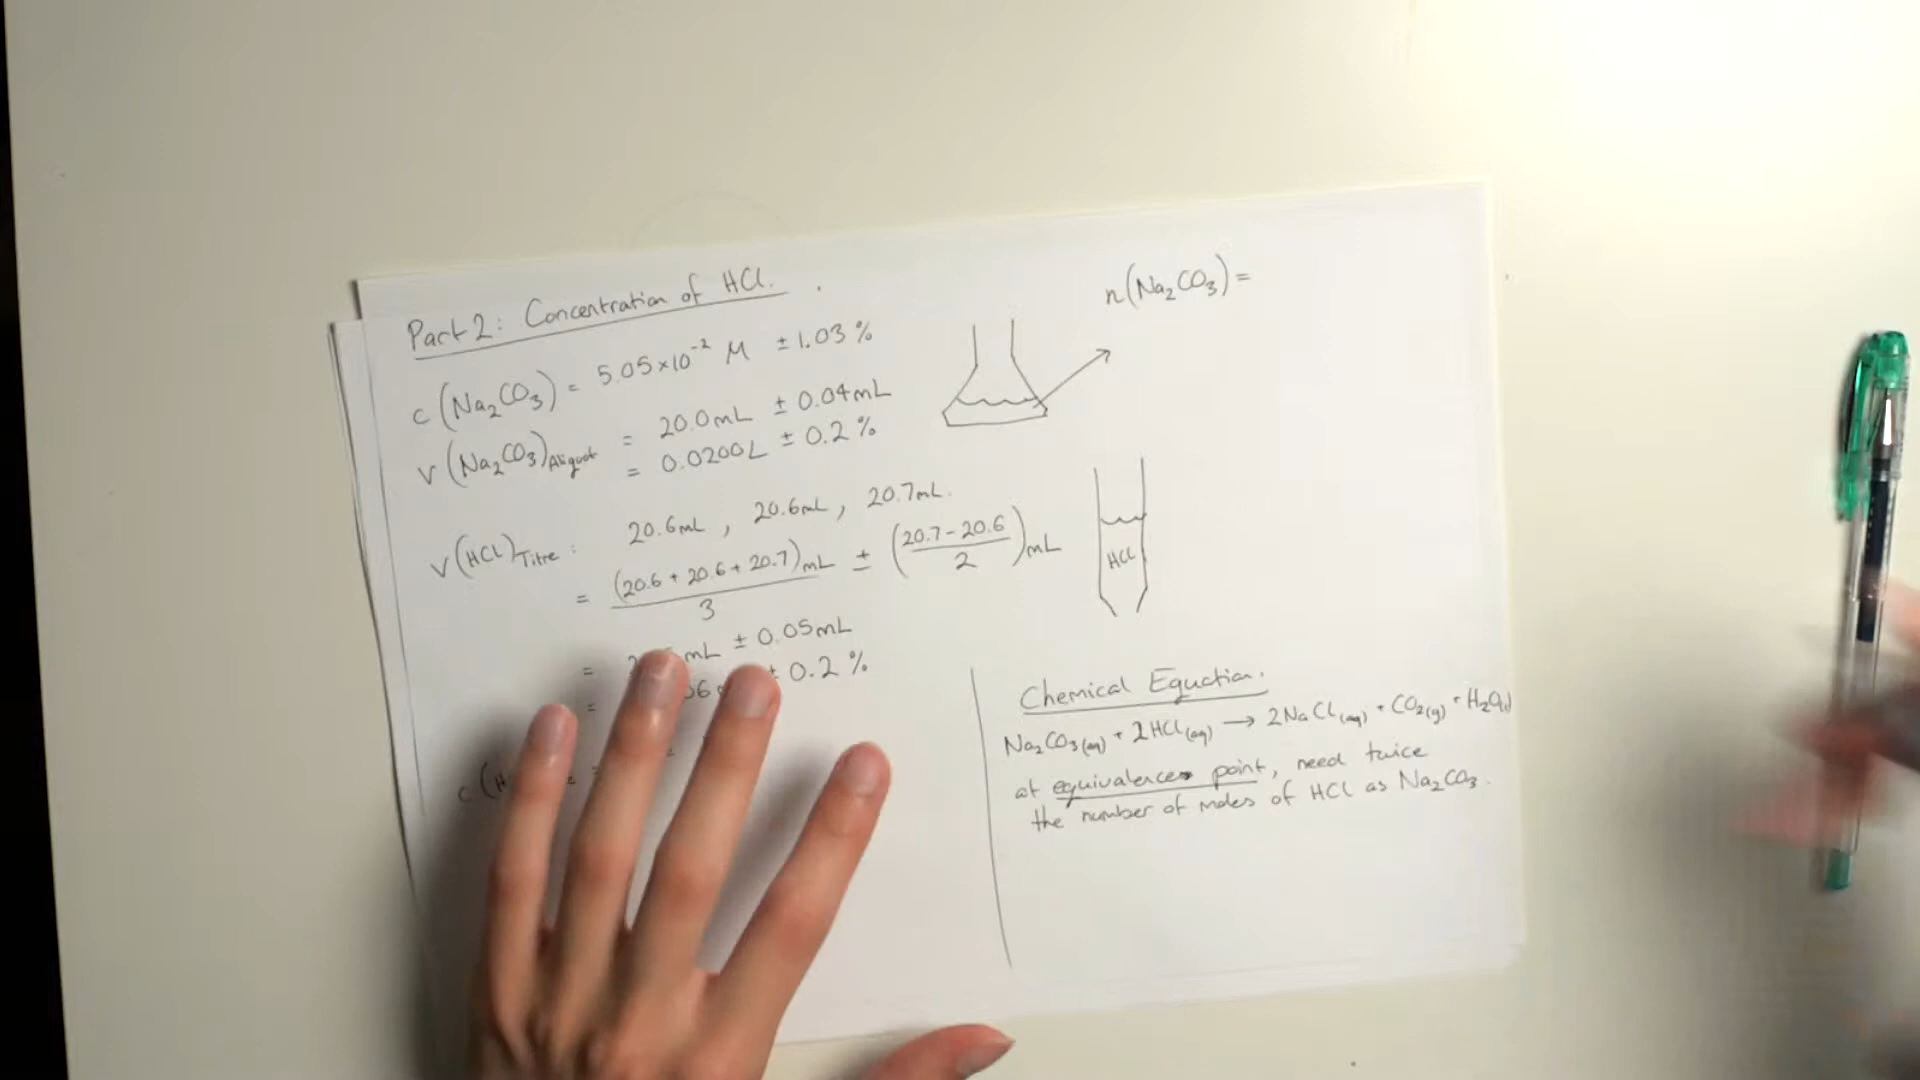 Part 2: Concentration of HCl.
c(Na₂CO₃) = 5.05×10⁻² M ± 1.03 %
V(Na₂CO₃)Aliquot = 20.0mL ± 0.04mL
= 0.0200L ± 0.2 %
V(HCl)Titre : 20.6mL , 20.6mL , 20.7mL.
= (20.6 + 20.6 + 20.7)mL / 3 ± (20.7 - 20.6 / 2)mL
= mL ± 0.05mL
= ± 0.2 %
c(H
n(Na₂CO₃) =
HCl
Chemical Equation.
Na₂CO₃(aq) + 2HCl(aq) → 2NaCl(aq) + CO₂(g) + H₂O(l)
at equivalence point, need twice
the number of moles of HCl as Na₂CO₃.